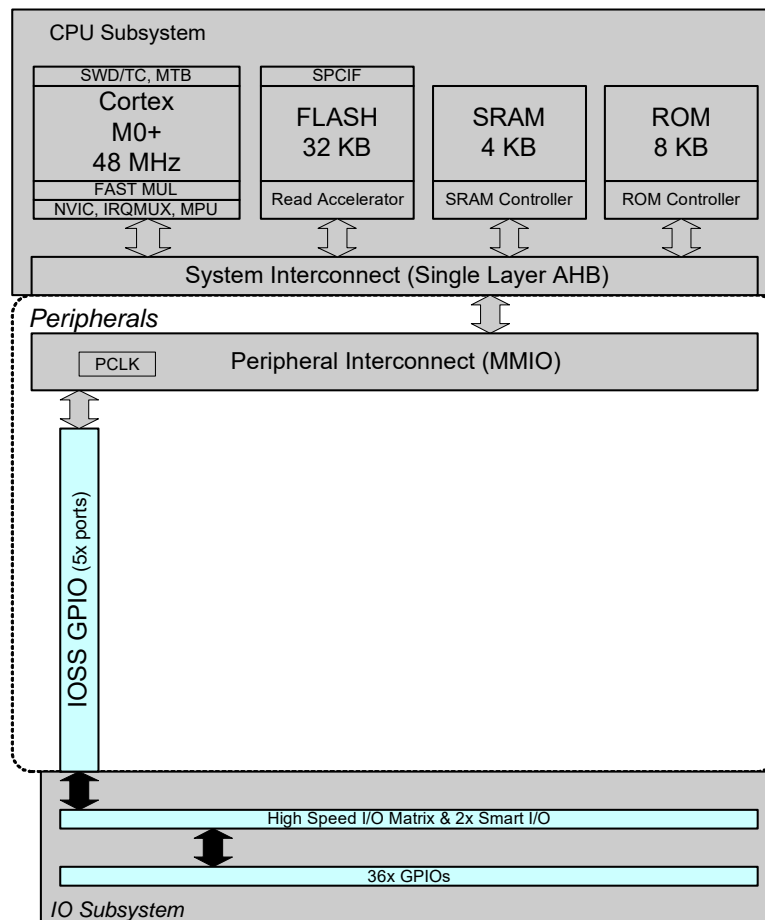 CPU Subsystem
SWD/TC, MTB
Cortex
M0+
48 MHz
FAST MUL
NVIC, IRQMUX, MPU
SPCIF
FLASH
32 KB
Read Accelerator
SRAM
4 KB
SRAM Controller
ROM
8 KB
ROM Controller
System Interconnect (Single Layer AHB)
Peripherals
PCLK
Peripheral Interconnect (MMIO)
IOSS GPIO (5x ports)
High Speed I/O Matrix & 2x Smart I/O
36x GPIOs
IO Subsystem